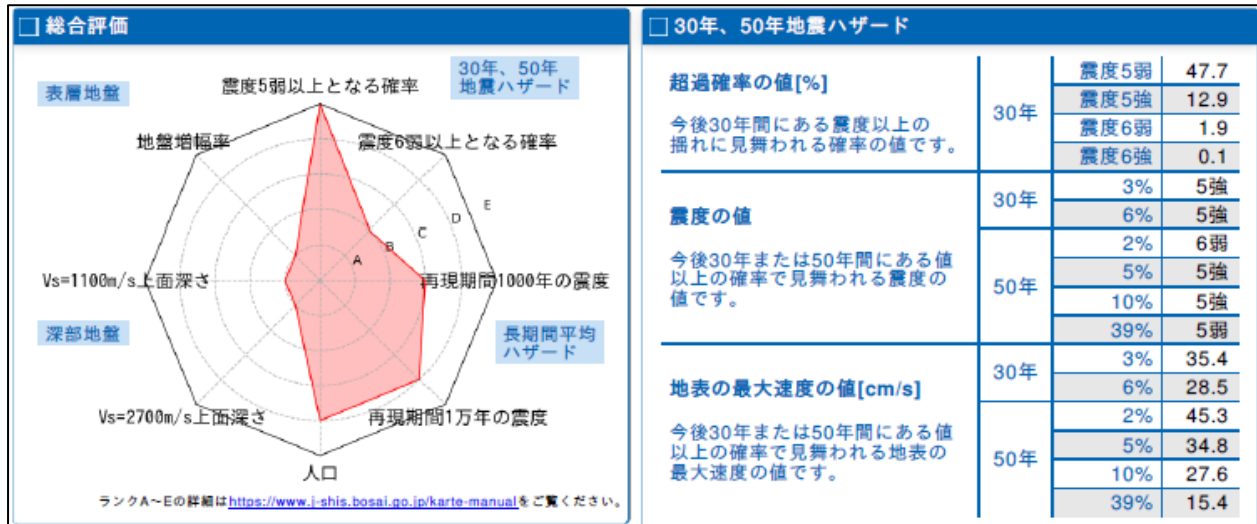 総合評価
表層地盤
30年、50年
地震ハザード
震度5弱以上となる確率
地盤増幅率
震度6弱以上となる確率
E
D
C
B
A
Vs=1100m/s上面深さ
再現期間1000年の震度
深部地盤
長期間平均
ハザード
Vs=2700m/s上面深さ
再現期間1万年の震度
人口
ランクA〜Eの詳細はhttps://www.j-shis.bosai.go.jp/karte-manualをご覧ください。
30年、50年地震ハザード
超過確率の値[%]
今後30年間にある震度以上の
揺れに見舞われる確率の値です。
30年
震度5弱 47.7
震度5強 12.9
震度6弱 1.9
震度6強 0.1
震度の値
今後30年または50年間にある値
以上の確率で見舞われる震度の
値です。
30年
3% 5強
6% 5強
50年
2% 6弱
5% 5強
10% 5強
39% 5弱
地表の最大速度の値[cm/s]
今後30年または50年間にある値
以上の確率で見舞われる地表の
最大速度の値です。
30年
3% 35.4
6% 28.5
50年
2% 45.3
5% 34.8
10% 27.6
39% 15.4